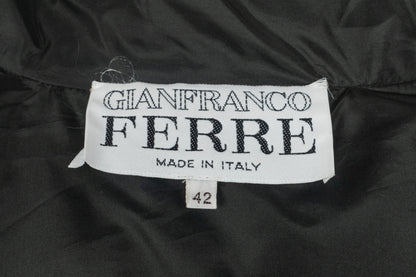 GIANFRANCO
FERRE
MADE IN ITALY
42